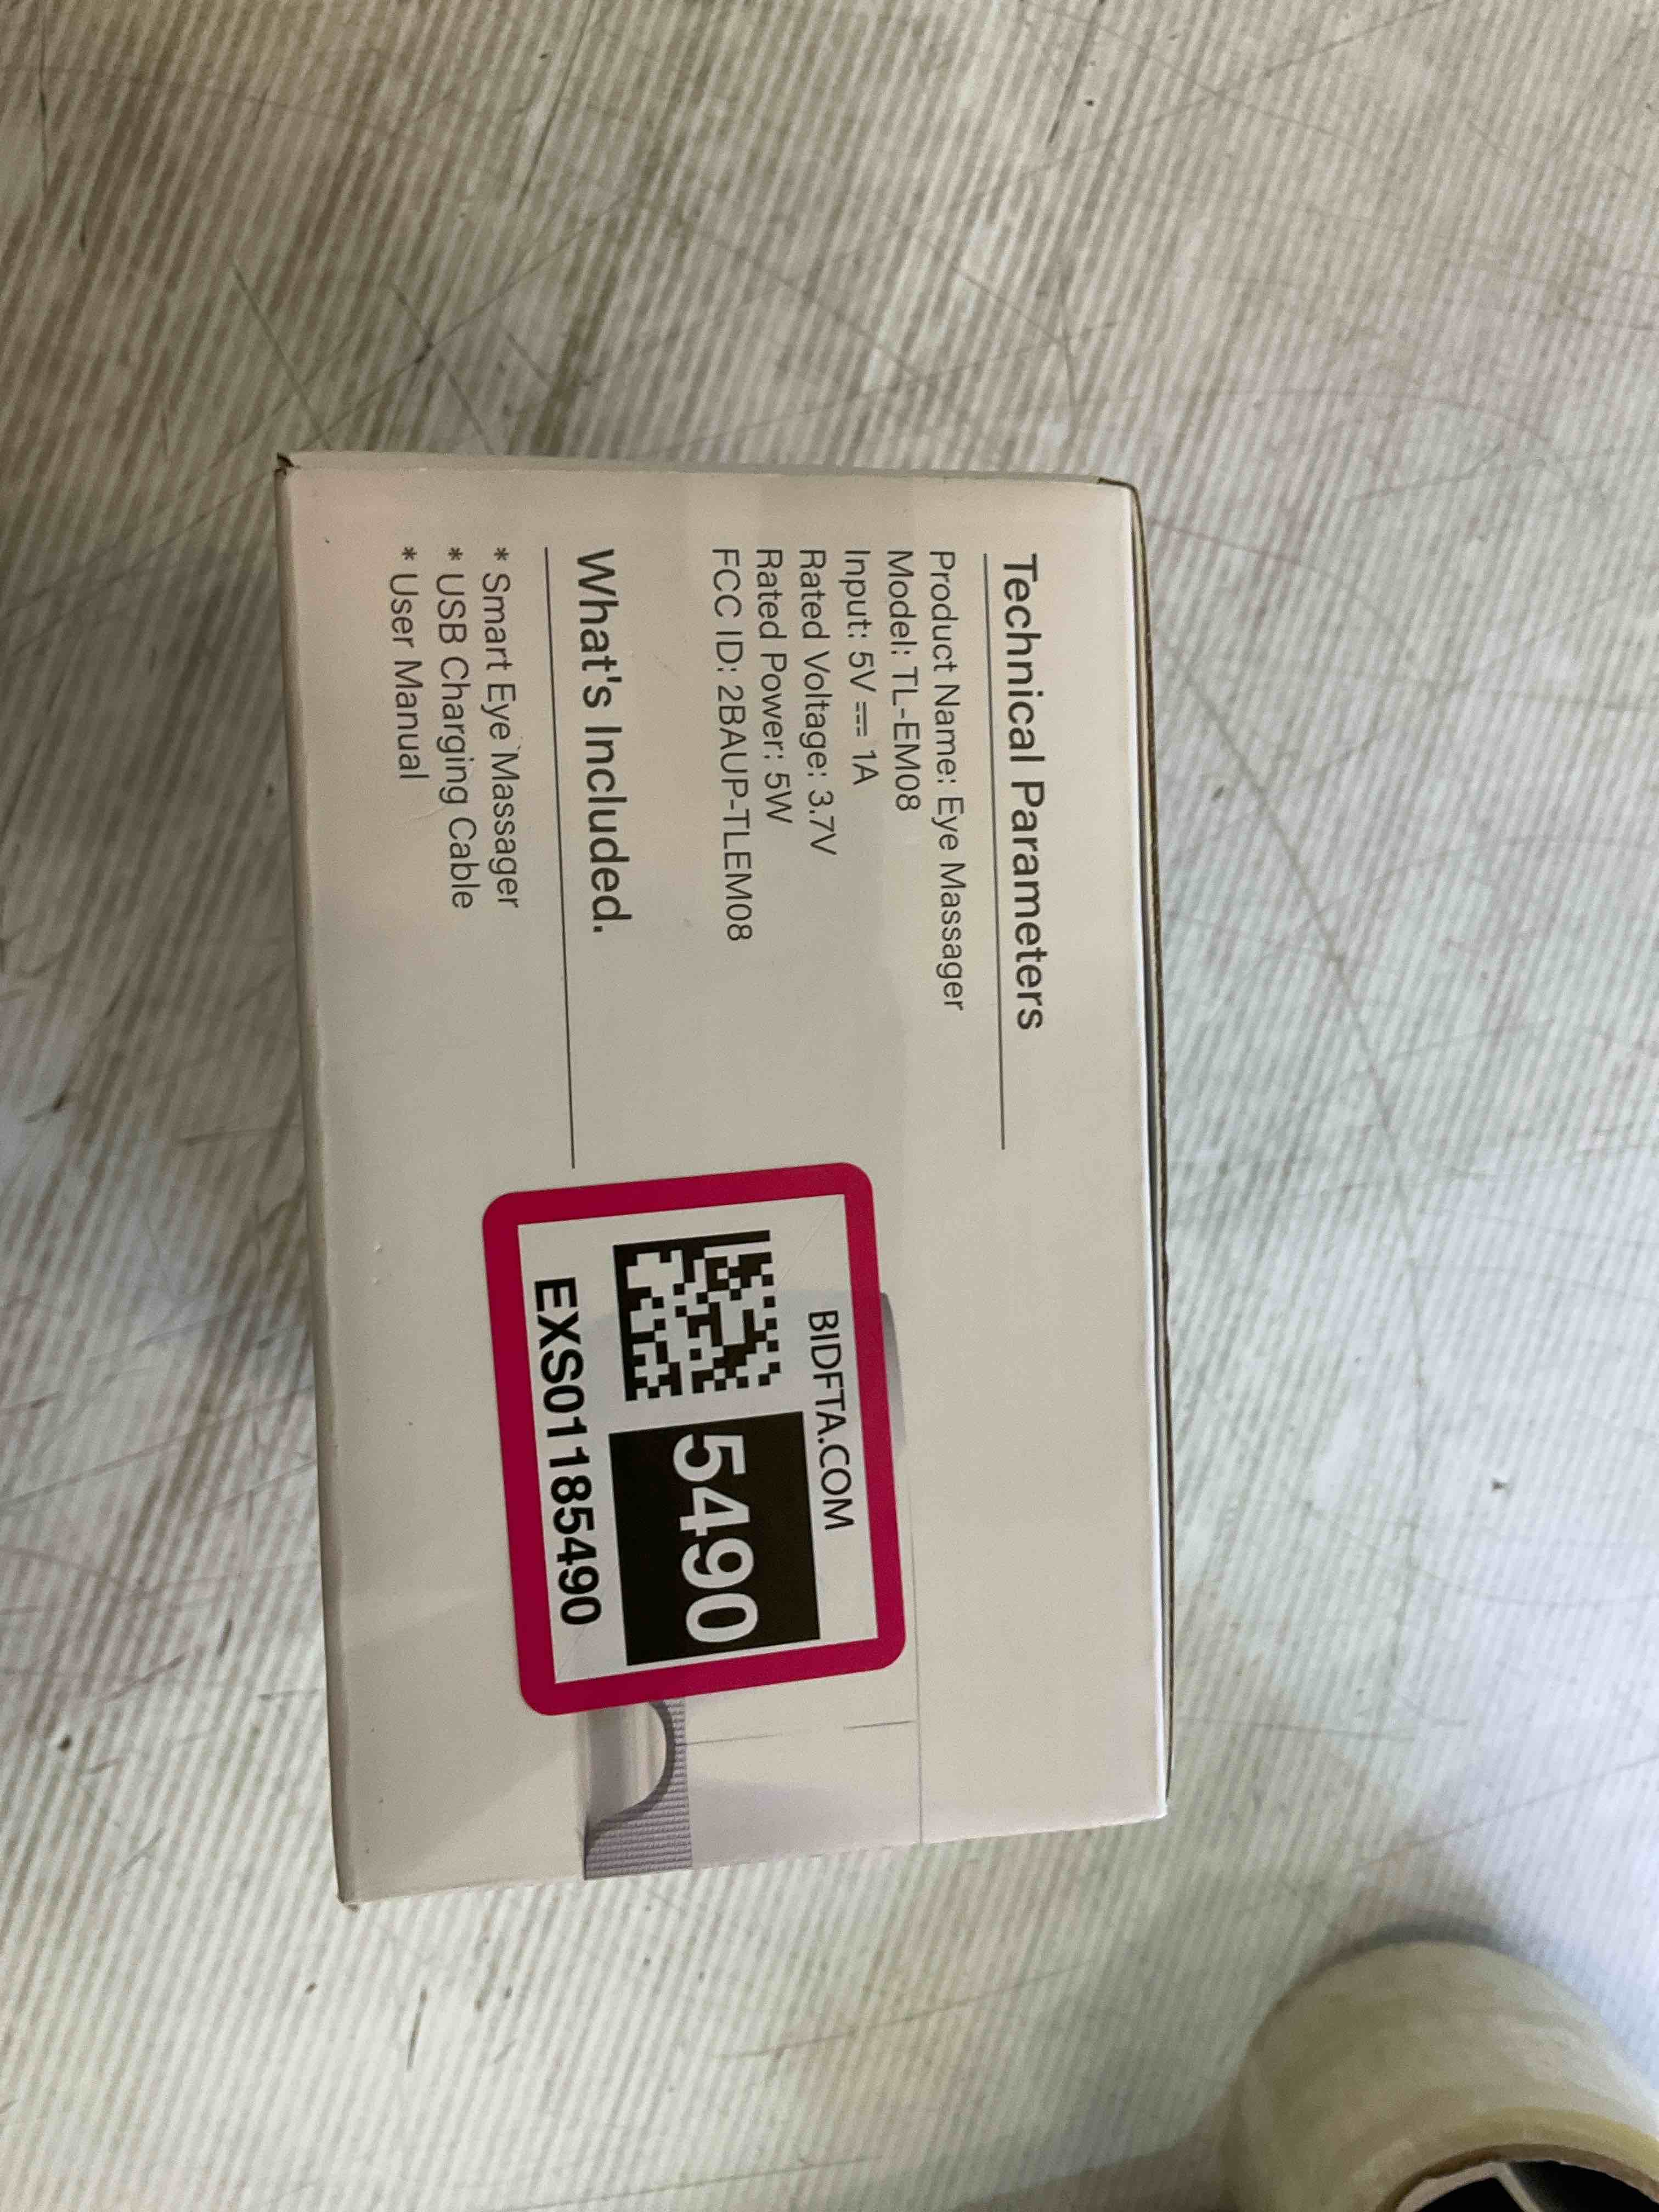 Technical Parameters
Product Name: Eye Massager
Model: TL-EM08
Input: 5V ⎓ 1A
Rated Voltage: 3.7V
Rated Power: 5W
FCC ID: 2BAUP-TLEM08
What's Included.
* Smart Eye Massager
* USB Charging Cable
* User Manual
BIDFTA.COM
5490
EXS01185490